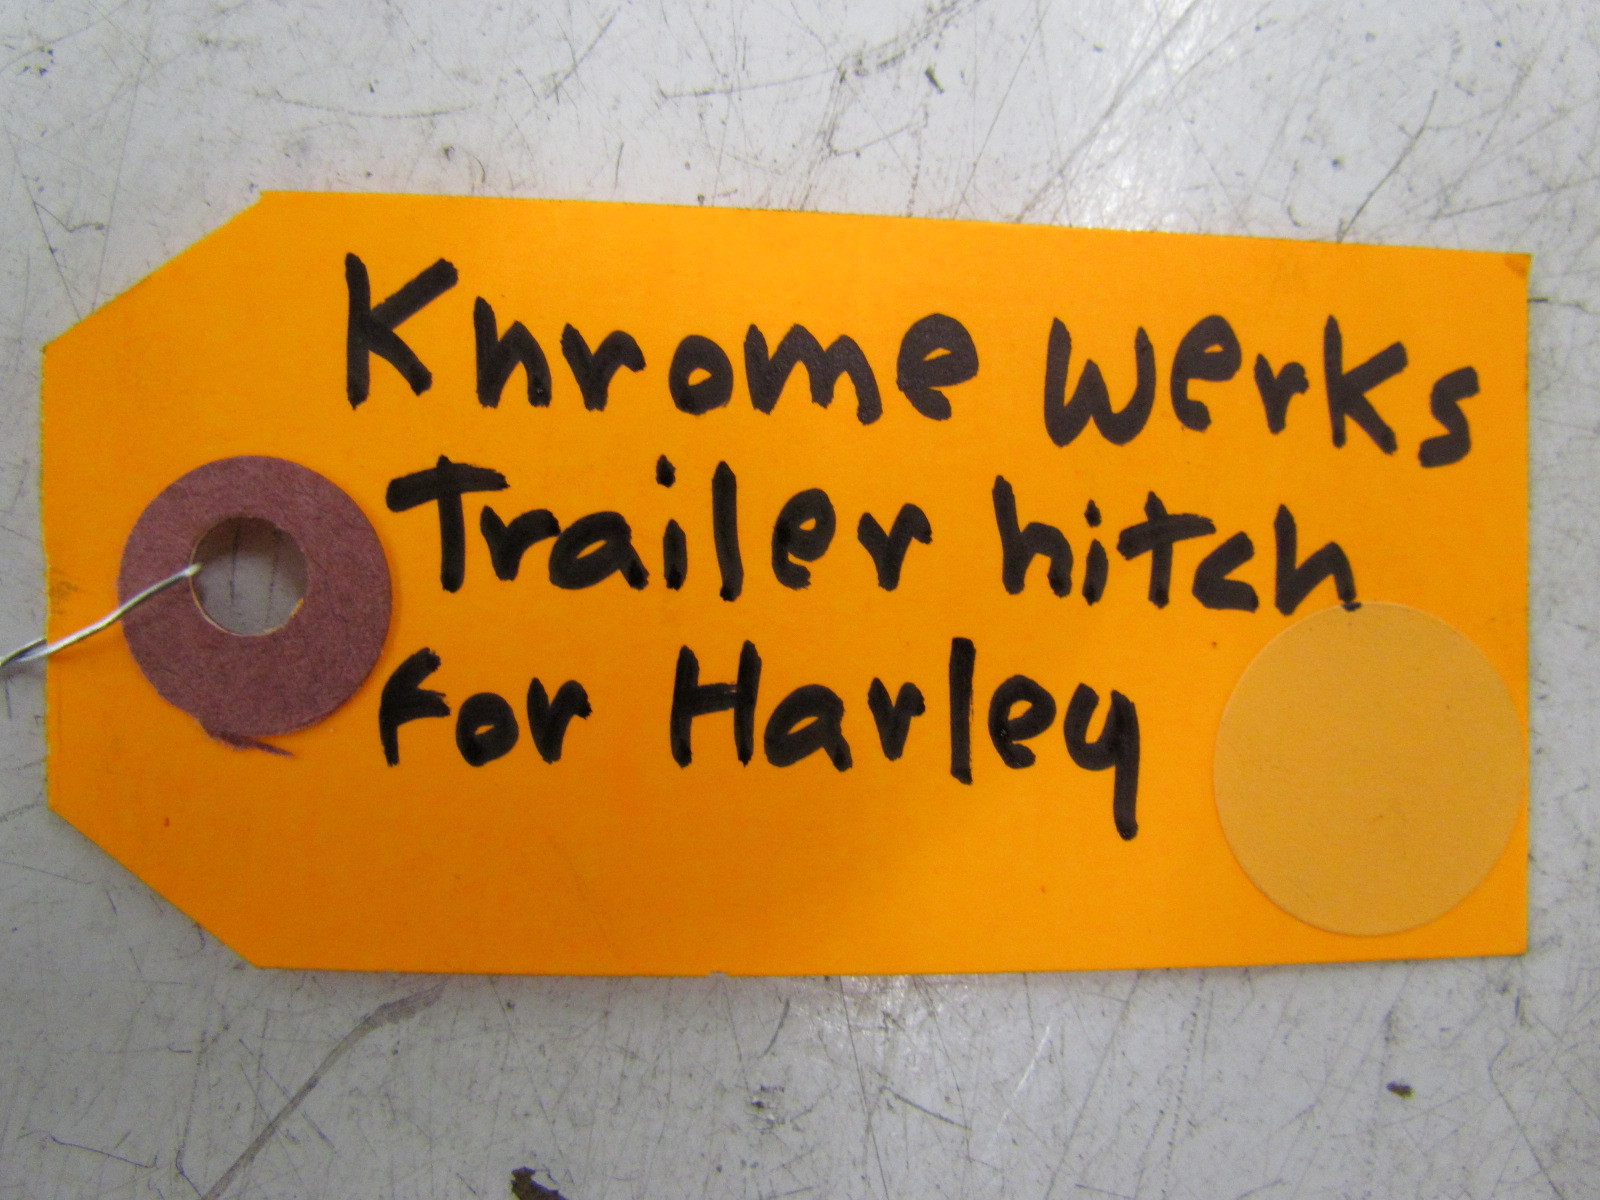 Khrome Werks
Trailer hitch
for Harley